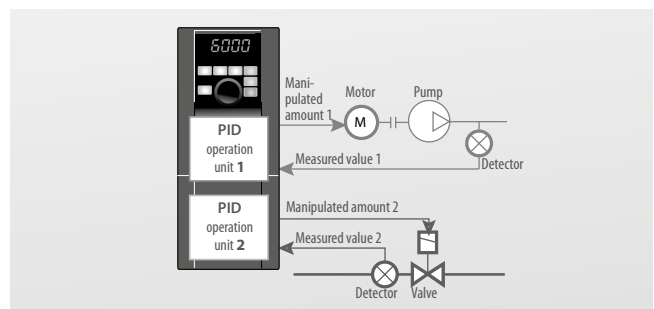 6000
Mani-
pulated
amount 1
Motor
Pump
M
PID
operation
unit 1
Measured value 1
Detector
PID
operation
unit 2
Manipulated amount 2
Measured value 2
Detector
Valve